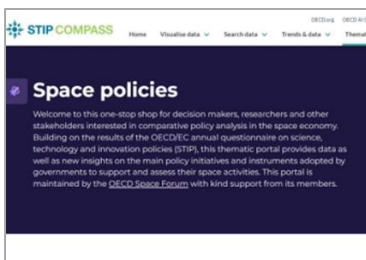 OECD.org OECD AI
STIP COMPASS
Home Visualise data Search data Trends & data
Space policies
Welcome to this one-stop shop for decision makers, researchers and other
stakeholders interested in comparative policy analysis in the space economy.
Building on the results of the OECD/EC annual questionnaire on science,
technology and innovation policies (STIP), this thematic portal provides data as
well as new insights on the main policy initiatives and instruments adopted by
governments to support and assess their space activities. This portal is
maintained by the OECD Space Forum with kind support from its members.